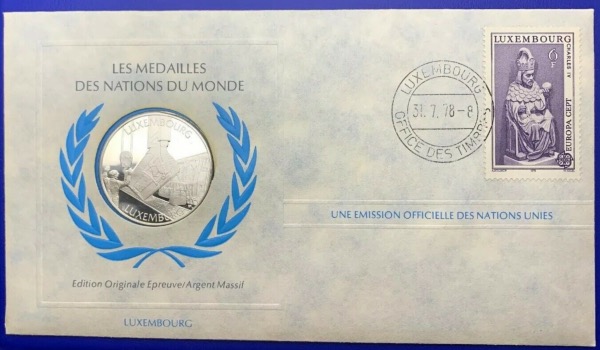 LES MEDAILLES
DES NATIONS DU MONDE
LUXEMBOURG
LUXEMBOURG
Edition Originale Epreuve/Argent Massif
LUXEMBOURG
LUXEMBOURG
31.7.78-8
OFFICE DES TIMBRES
LUXEMBOURG
6F
CHARLES IV
EUROPA CEPT
UNE EMISSION OFFICIELLE DES NATIONS UNIES